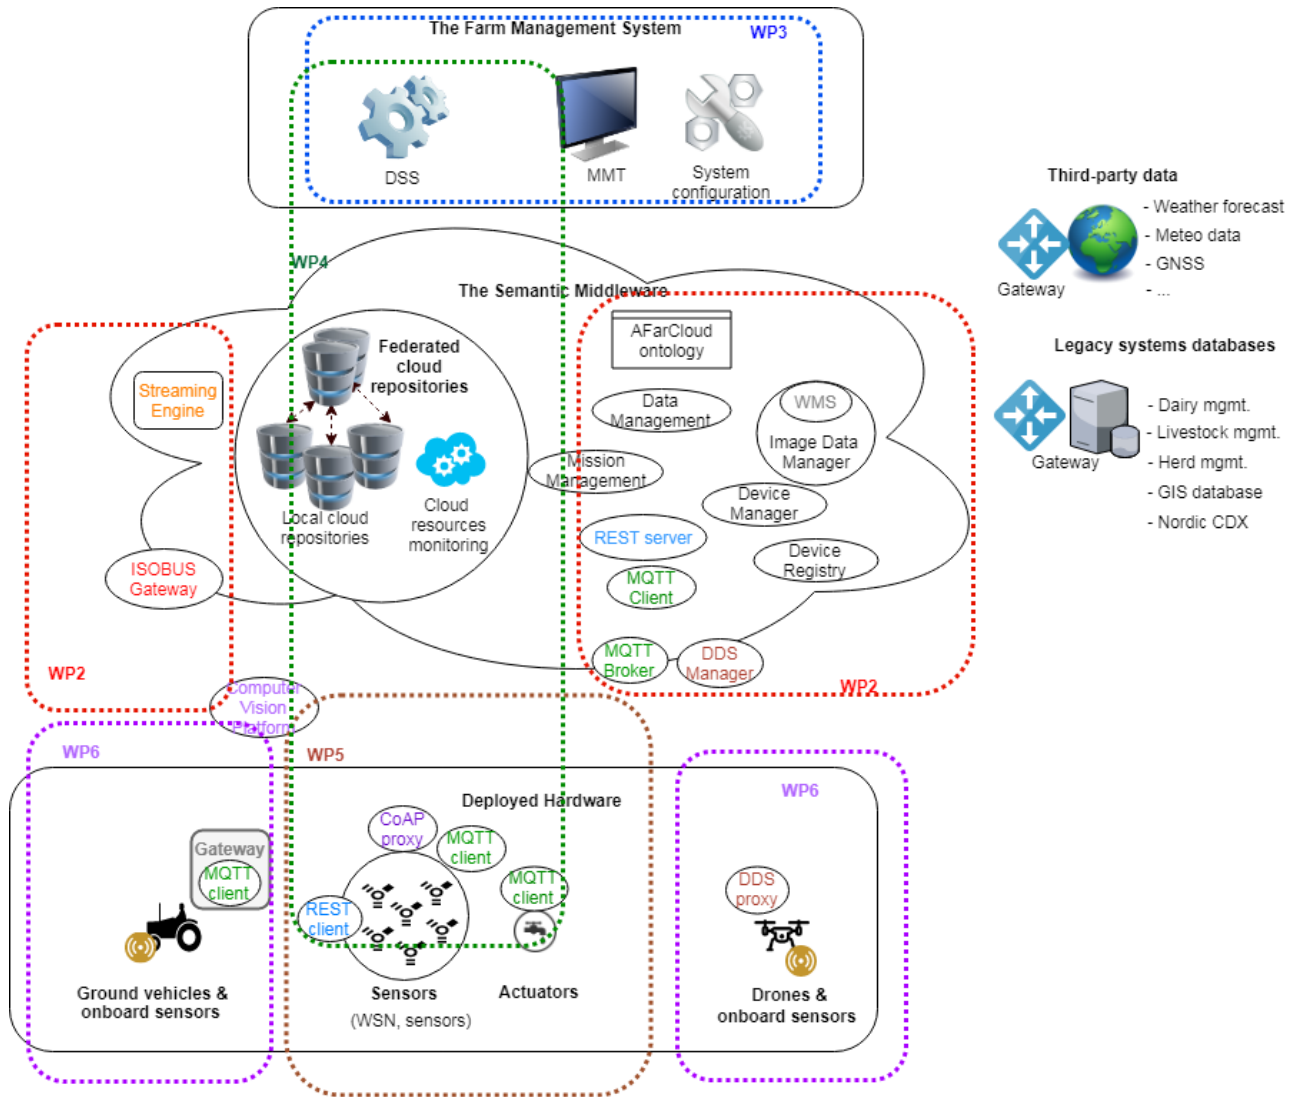 The Farm Management System
WP3
DSS
MMT
System
configuration
Third-party data
- Weather forecast
- Meteo data
- GNSS
- ...
Gateway
WP4
The Semantic Middleware
Legacy systems databases
- Dairy mgmt.
- Livestock mgmt.
- Herd mgmt.
- GIS database
- Nordic CDX
Gateway
Streaming
Engine
Federated
cloud
repositories
Local cloud
repositories
Cloud
resources
monitoring
AFarCloud
ontology
Data
Management
WMS
Image Data
Manager
Mission
Management
Device
Manager
REST server
Device
Registry
MQTT
Client
ISOBUS
Gateway
MQTT
Broker
DDS
Manager
WP2
WP2
Computer
Vision
Platform
WP6
WP5
WP6
Deployed Hardware
Gateway
MQTT
client
CoAP
proxy
MQTT
client
MQTT
client
REST
client
DDS
proxy
Ground vehicles &
onboard sensors
Sensors
(WSN, sensors)
Actuators
Drones &
onboard sensors